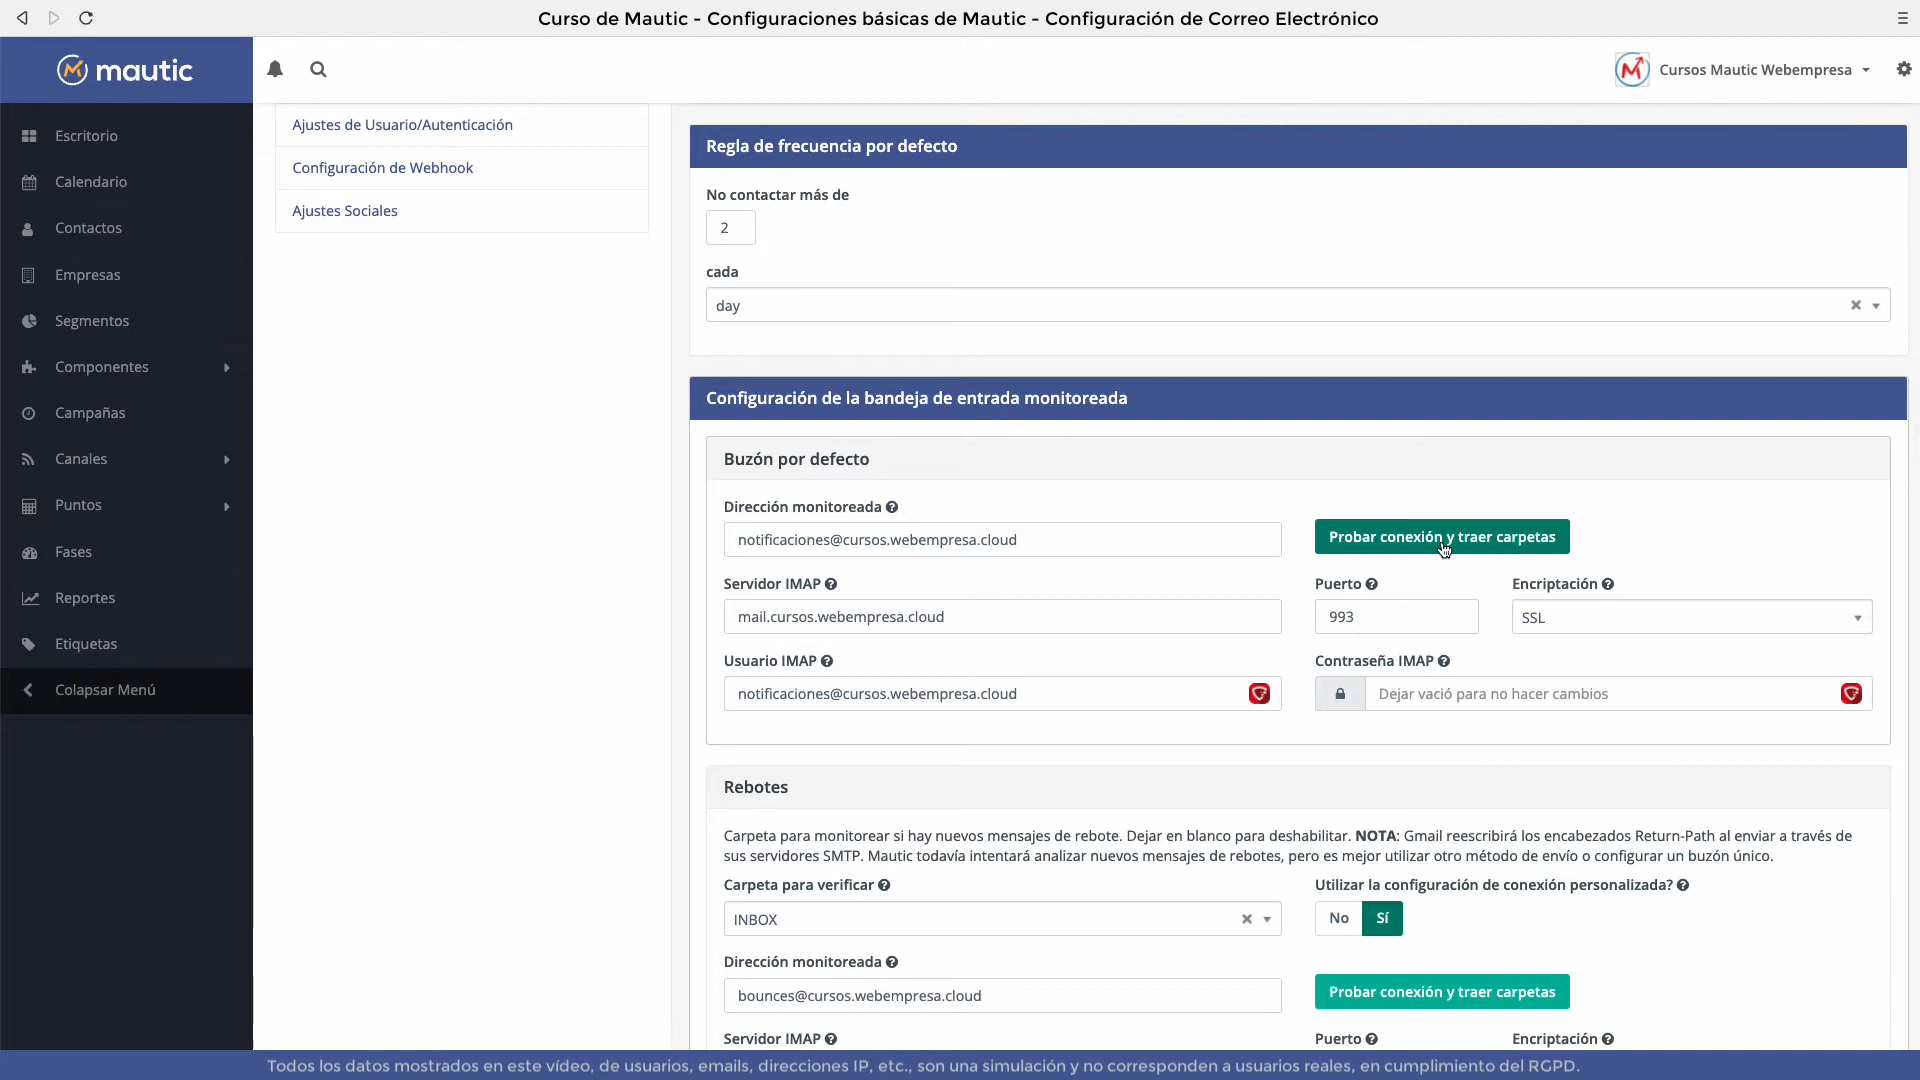 Curso de Mautic - Configuraciones básicas de Mautic - Configuración de Correo Electrónico
mautic
Cursos Mautic Webempresa
Escritorio
Calendario
Contactos
Empresas
Segmentos
Componentes
Campañas
Canales
Puntos
Fases
Reportes
Etiquetas
Colapsar Menú
Ajustes de Usuario/Autenticación
Configuración de Webhook
Ajustes Sociales
Regla de frecuencia por defecto
No contactar más de
2
cada
day
Configuración de la bandeja de entrada monitoreada
Buzón por defecto
Dirección monitoreada
notificaciones@cursos.webempresa.cloud
Probar conexión y traer carpetas
Servidor IMAP
Puerto
Encriptación
mail.cursos.webempresa.cloud
993
SSL
Usuario IMAP
Contraseña IMAP
notificaciones@cursos.webempresa.cloud
Dejar vació para no hacer cambios
Rebotes
Carpeta para monitorear si hay nuevos mensajes de rebote. Dejar en blanco para deshabilitar. NOTA: Gmail reescribirá los encabezados Return-Path al enviar a través de
sus servidores SMTP. Mautic todavía intentará analizar nuevos mensajes de rebotes, pero es mejor utilizar otro método de envío o configurar un buzón único.
Carpeta para verificar
Utilizar la configuración de conexión personalizada?
INBOX
No
Sí
Dirección monitoreada
bounces@cursos.webempresa.cloud
Probar conexión y traer carpetas
Servidor IMAP
Puerto
Encriptación
Todos los datos mostrados en este vídeo, de usuarios, emails, direcciones IP, etc., son una simulación y no corresponden a usuarios reales, en cumplimiento del RGPD.